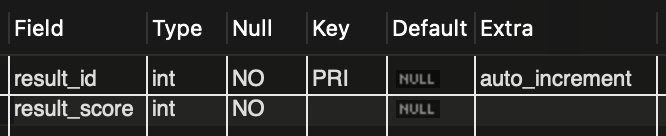 Field Type Null Key Default Extra
result_id int NO PRI NULL auto_increment
result_score int NO NULL